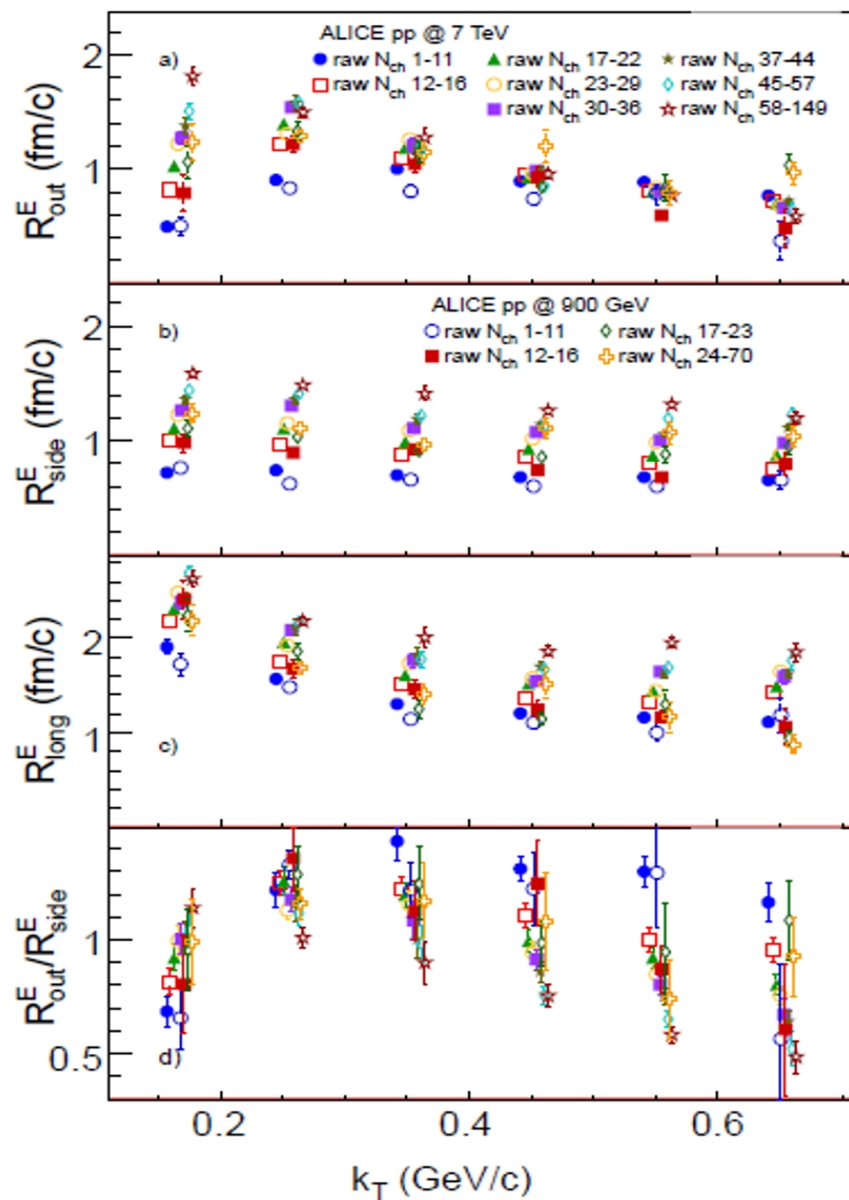 ALICE pp @ 7 TeV
a)
raw N_ch 1-11
raw N_ch 17-22
raw N_ch 37-44
raw N_ch 12-16
raw N_ch 23-29
raw N_ch 45-57
raw N_ch 30-36
raw N_ch 58-149
2
1
R^E_out (fm/c)
ALICE pp @ 900 GeV
b)
raw N_ch 1-11
raw N_ch 17-23
raw N_ch 12-16
raw N_ch 24-70
2
1
R^E_side (fm/c)
2
1
R^E_long (fm/c)
c)
1
0.5
R^E_out/R^E_side
d)
0.2 0.4 0.6
k_T (GeV/c)